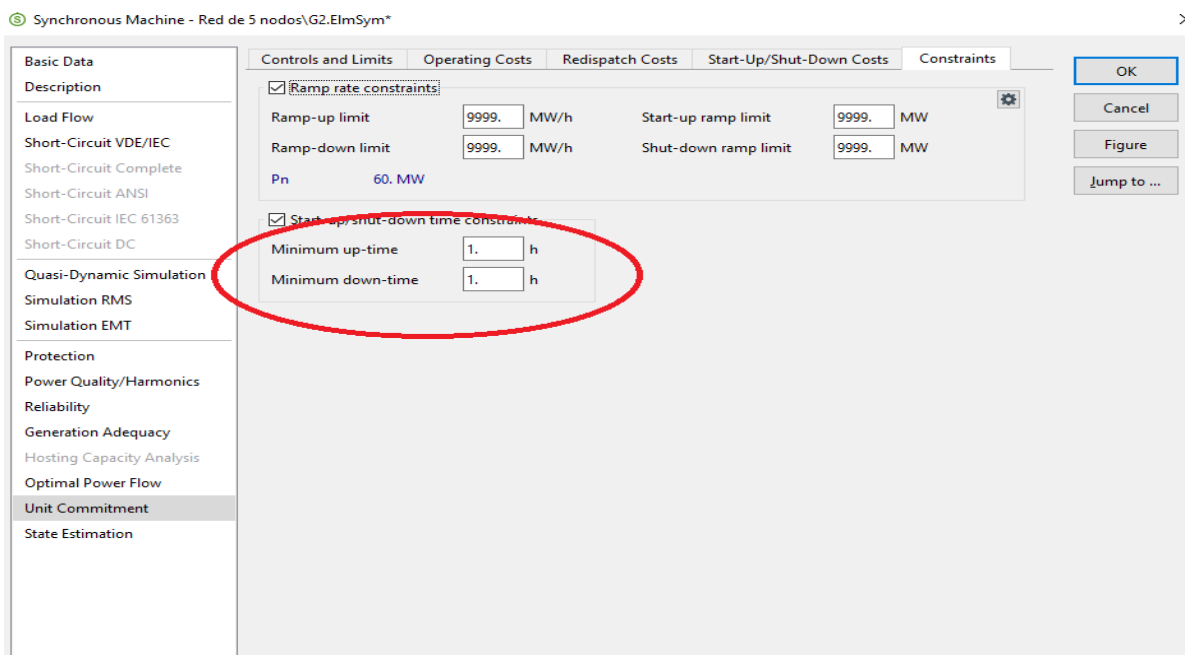 Synchronous Machine - Red de 5 nodos\G2.ElmSym*
Basic Data
Description
Load Flow
Short-Circuit VDE/IEC
Short-Circuit Complete
Short-Circuit ANSI
Short-Circuit IEC 61363
Short-Circuit DC
Quasi-Dynamic Simulation
Simulation RMS
Simulation EMT
Protection
Power Quality/Harmonics
Reliability
Generation Adequacy
Hosting Capacity Analysis
Optimal Power Flow
Unit Commitment
State Estimation
Controls and Limits Operating Costs Redispatch Costs Start-Up/Shut-Down Costs Constraints
Ramp rate constraints
Ramp-up limit 9999. MW/h Start-up ramp limit 9999. MW
Ramp-down limit 9999. MW/h Shut-down ramp limit 9999. MW
Pn 60. MW
Start-up/shut-down time constraints
Minimum up-time 1. h
Minimum down-time 1. h
OK
Cancel
Figure
Jump to ...